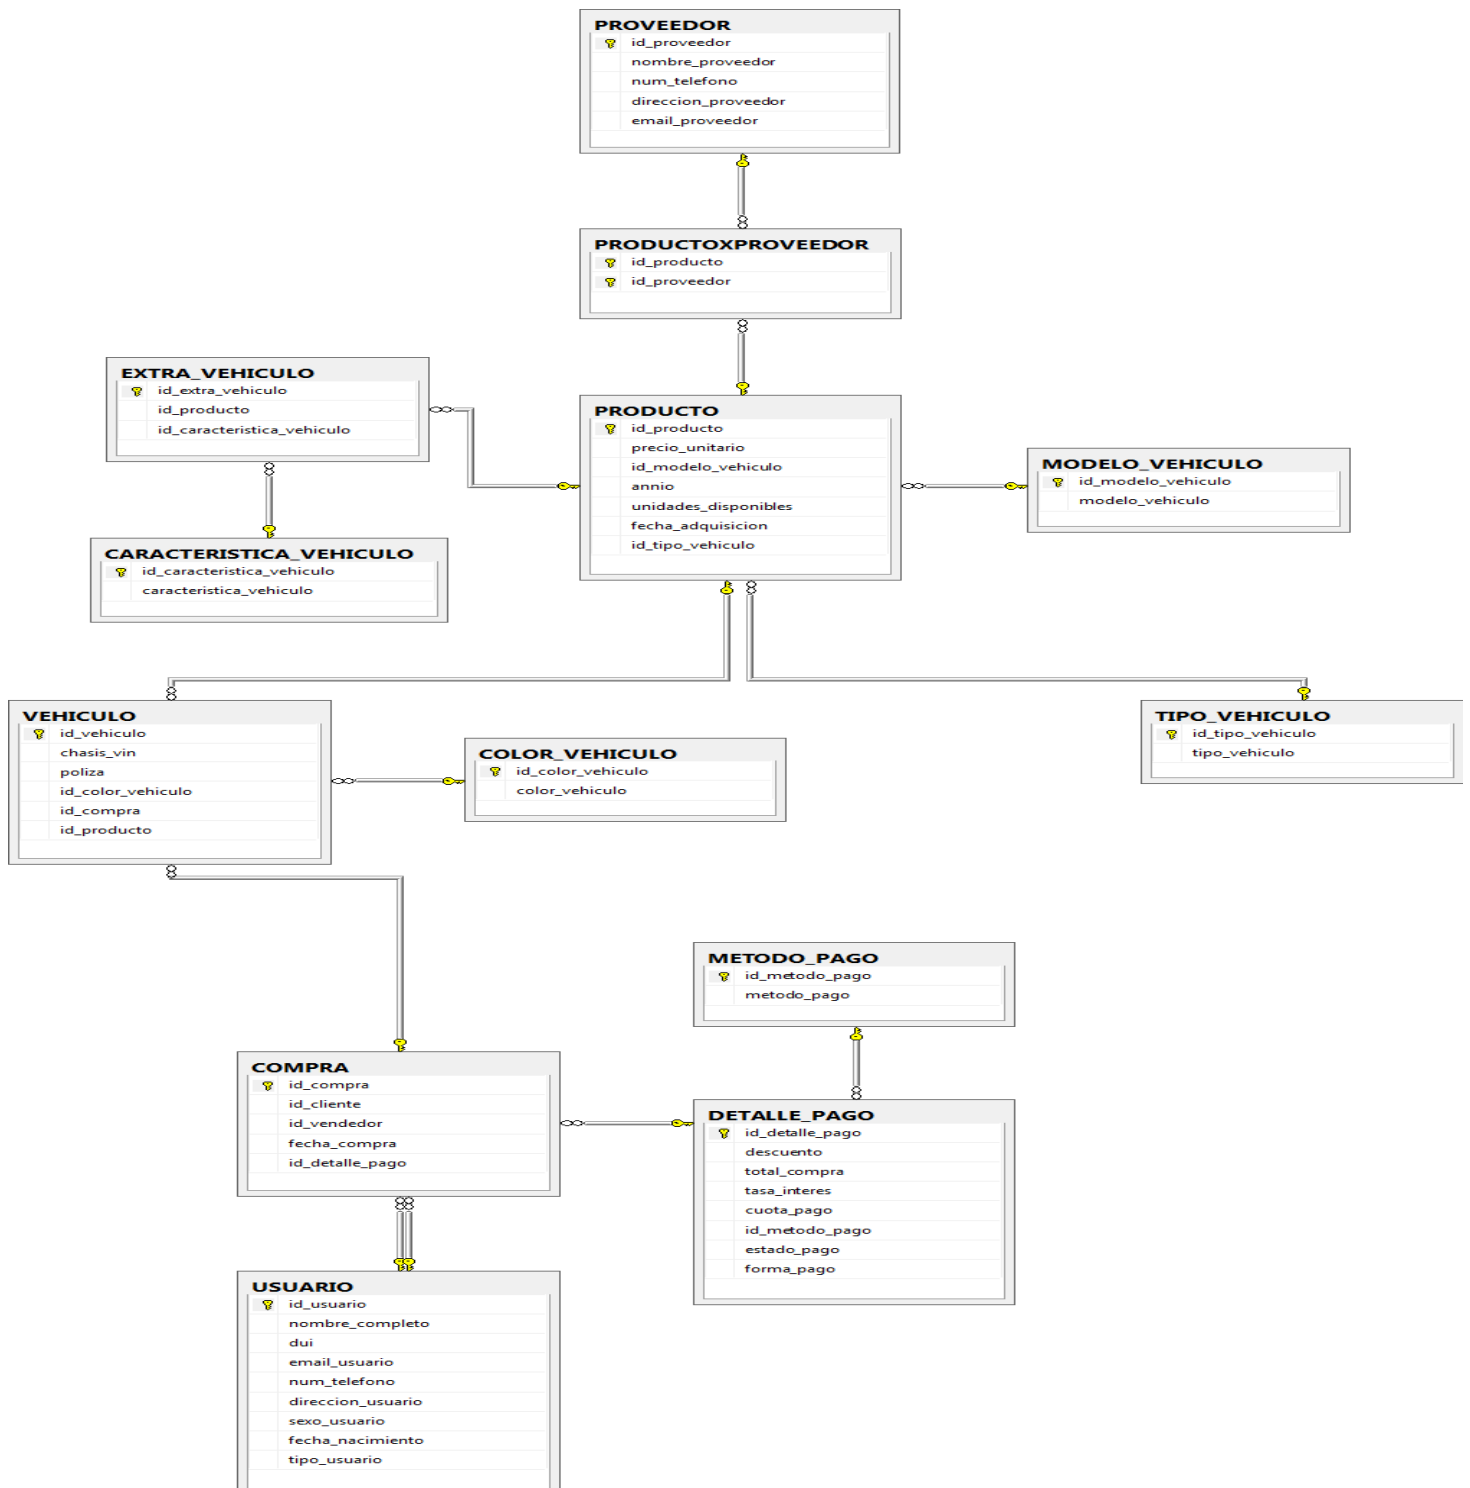 PROVEEDOR
id_proveedor
nombre_proveedor
num_telefono
direccion_proveedor
email_proveedor
PRODUCTOXPROVEEDOR
id_producto
id_proveedor
EXTRA_VEHICULO
id_extra_vehiculo
id_producto
id_caracteristica_vehiculo
PRODUCTO
id_producto
precio_unitario
id_modelo_vehiculo
annio
unidades_disponibles
fecha_adquisicion
id_tipo_vehiculo
MODELO_VEHICULO
id_modelo_vehiculo
modelo_vehiculo
CARACTERISTICA_VEHICULO
id_caracteristica_vehiculo
caracteristica_vehiculo
VEHICULO
id_vehiculo
chasis_vin
poliza
id_color_vehiculo
id_compra
id_producto
COLOR_VEHICULO
id_color_vehiculo
color_vehiculo
TIPO_VEHICULO
id_tipo_vehiculo
tipo_vehiculo
METODO_PAGO
id_metodo_pago
metodo_pago
COMPRA
id_compra
id_cliente
id_vendedor
fecha_compra
id_detalle_pago
DETALLE_PAGO
id_detalle_pago
descuento
total_compra
tasa_interes
cuota_pago
id_metodo_pago
estado_pago
forma_pago
USUARIO
id_usuario
nombre_completo
dui
email_usuario
num_telefono
direccion_usuario
sexo_usuario
fecha_nacimiento
tipo_usuario